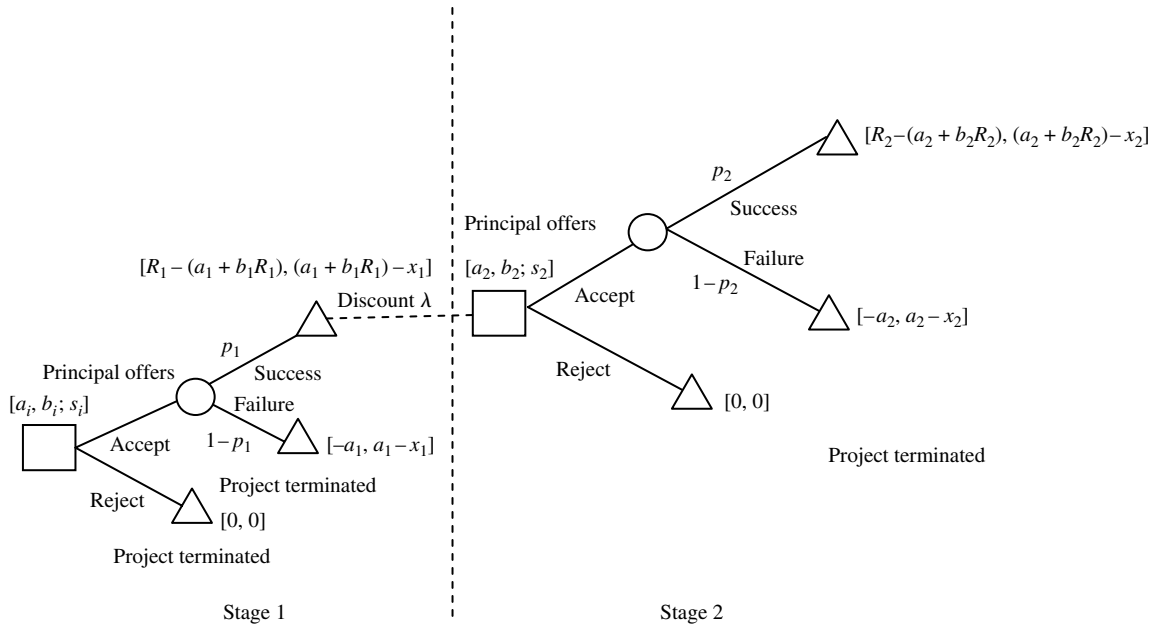 [R₂–(a₂ + b₂R₂), (a₂ + b₂R₂)–x₂]
p₂
Success
Principal offers
Failure
[a₂, b₂; s₂]
1–p₂
Accept
[–a₂, a₂–x₂]
Reject
[0, 0]
Project terminated
Stage 2
[R₁–(a₁ + b₁R₁), (a₁ + b₁R₁)–x₁]
Discount λ
p₁
Principal offers
Success
[aᵢ, bᵢ; sᵢ]
Failure
Accept
1–p₁
[–a₁, a₁–x₁]
Project terminated
Reject
[0, 0]
Project terminated
Stage 1